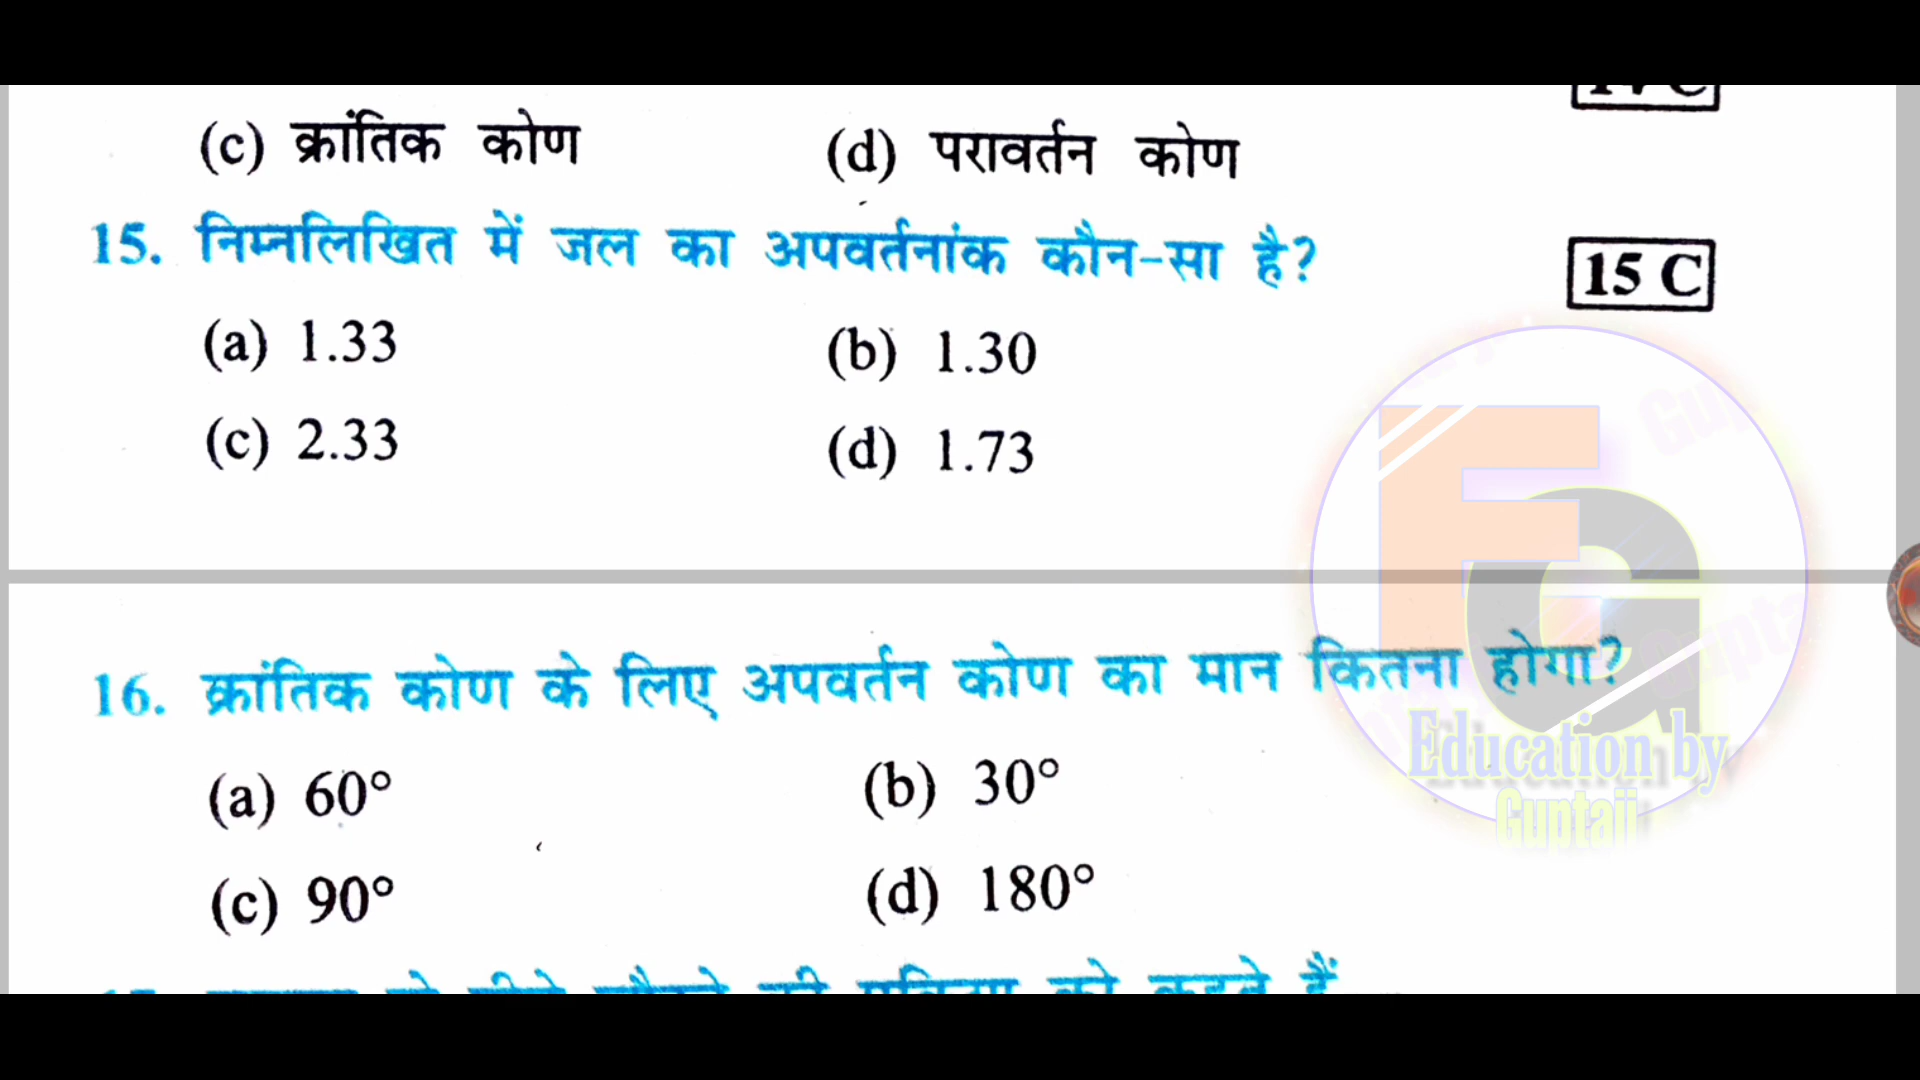 (c) क्रांतिक कोण (d) परावर्तन कोण
15. निम्नलिखित में जल का अपवर्तनांक कौन-सा है? 15 C
(a) 1.33 (b) 1.30
(c) 2.33 (d) 1.73
16. क्रांतिक कोण के लिए अपवर्तन कोण का मान कितना होगा?
(a) 60° (b) 30°
(c) 90° (d) 180°
Education by
Guptaji